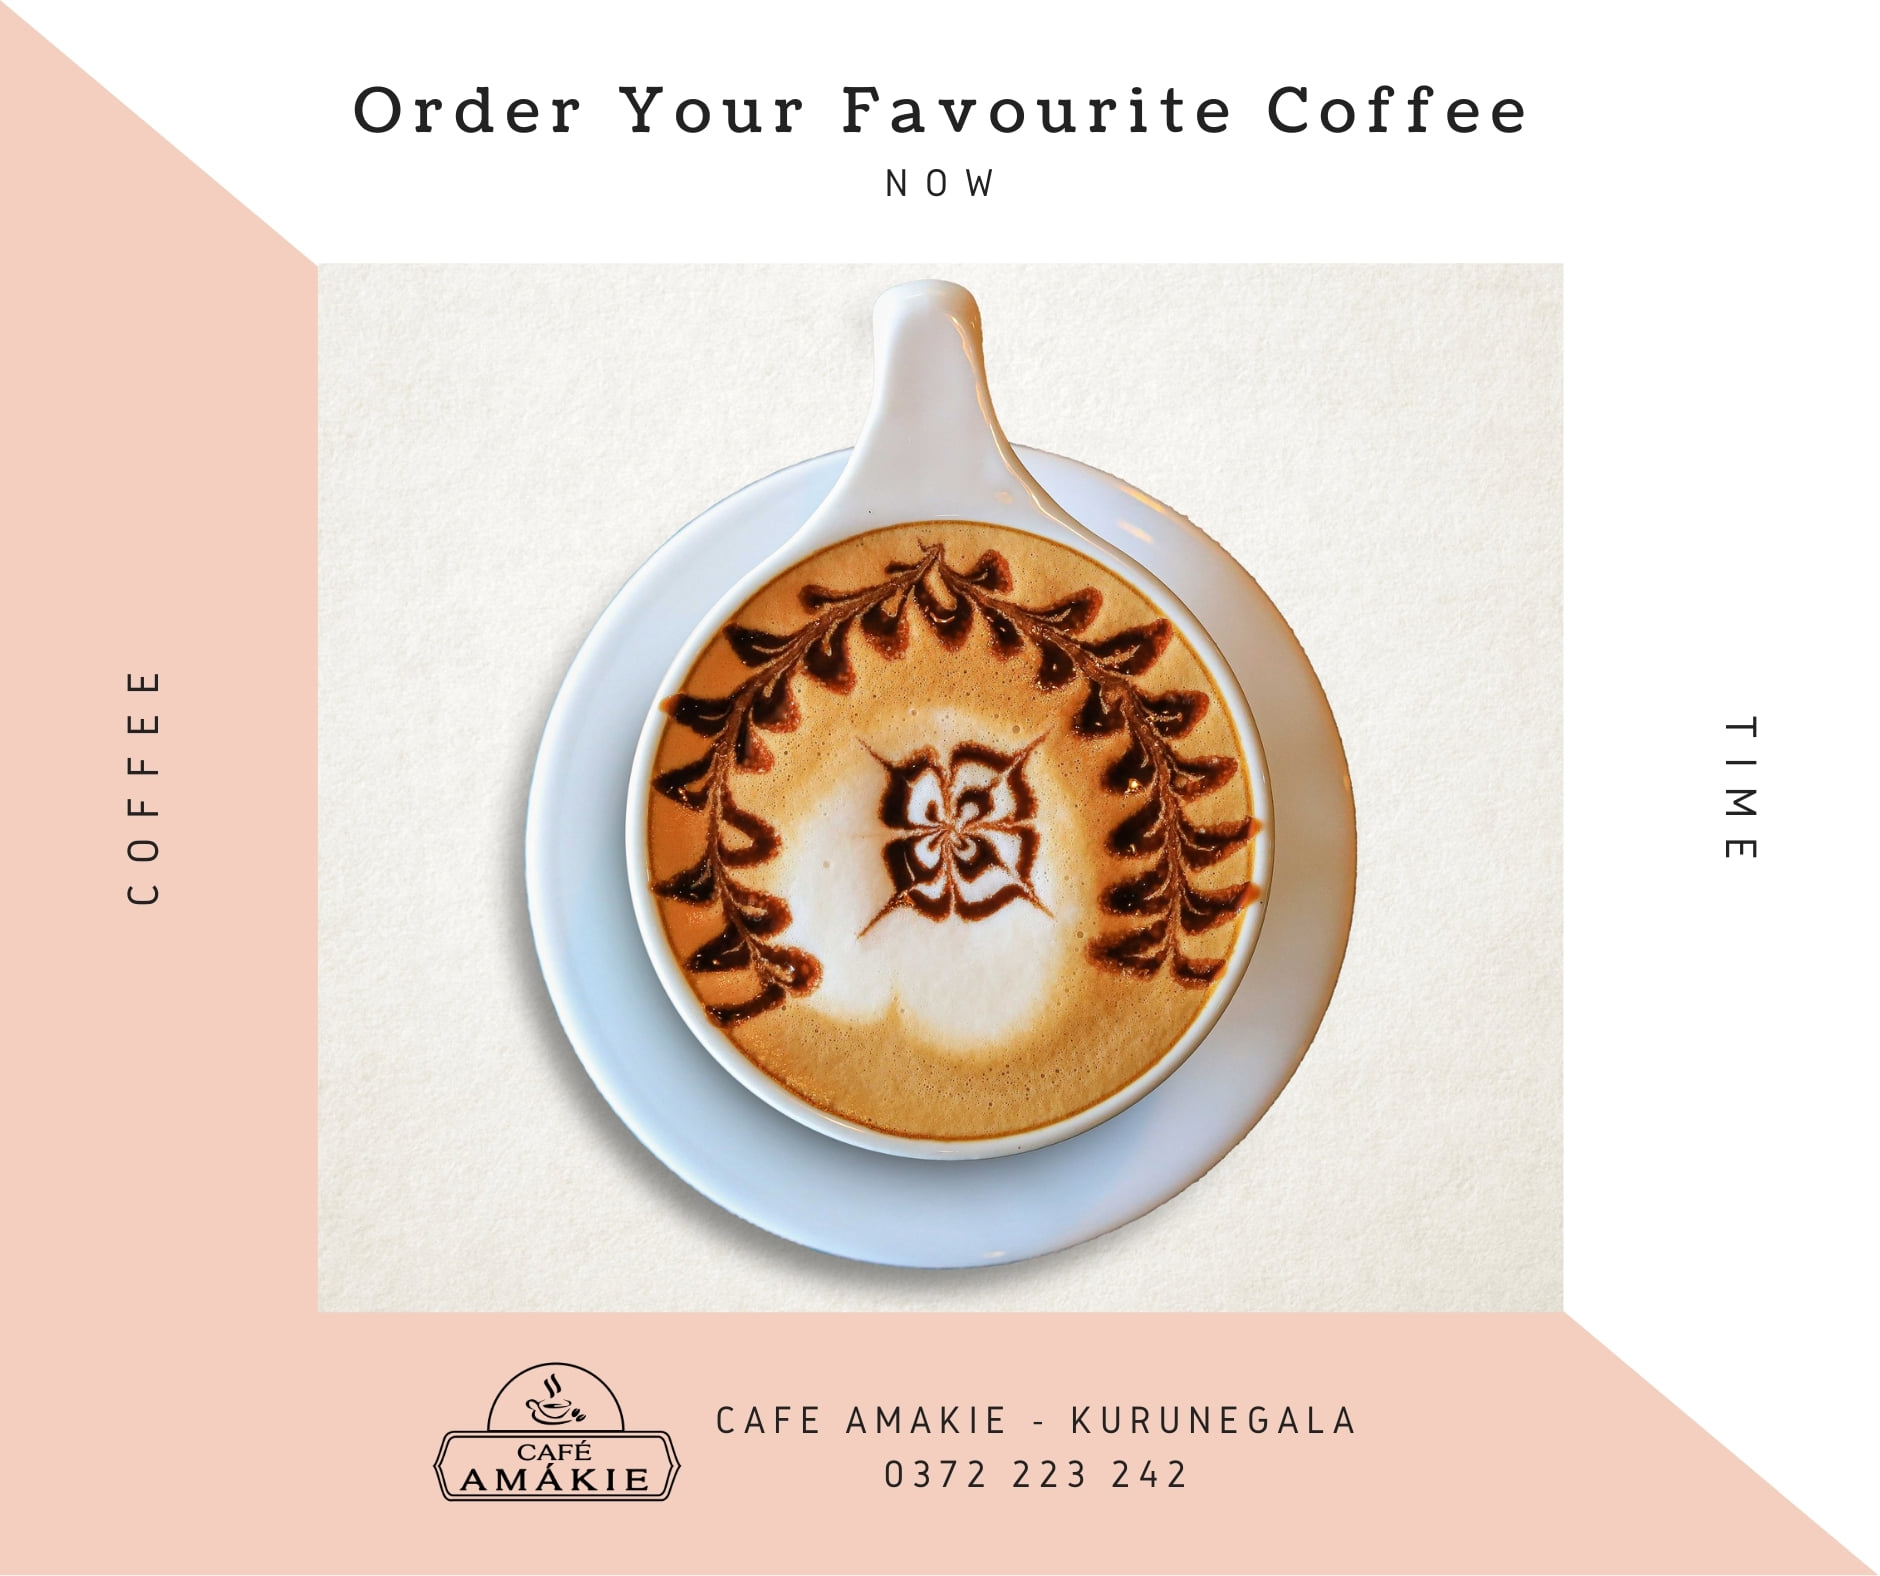 Order Your Favourite Coffee
NOW
COFFEE
TIME
CAFÉ
AMÁKIE
CAFE AMAKIE - KURUNEGALA
0372 223 242